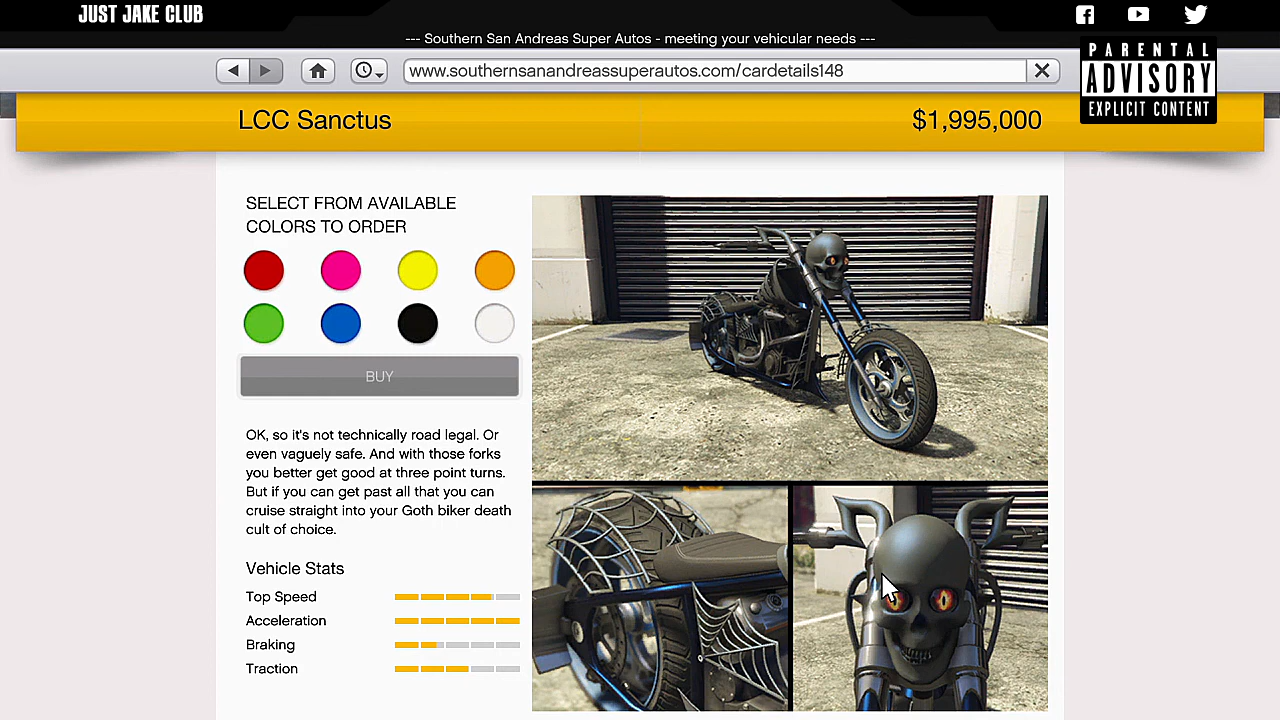 JUST JAKE CLUB
--- Southern San Andreas Super Autos - meeting your vehicular needs ---
www.southernsanandreassuperautos.com/cardetails148
PARENTAL
ADVISORY
EXPLICIT CONTENT
LCC Sanctus
$1,995,000
SELECT FROM AVAILABLE
COLORS TO ORDER
BUY
OK, so it's not technically road legal. Or
even vaguely safe. And with those forks
you better get good at three point turns.
But if you can get past all that you can
cruise straight into your Goth biker death
cult of choice.
Vehicle Stats
Top Speed
Acceleration
Braking
Traction